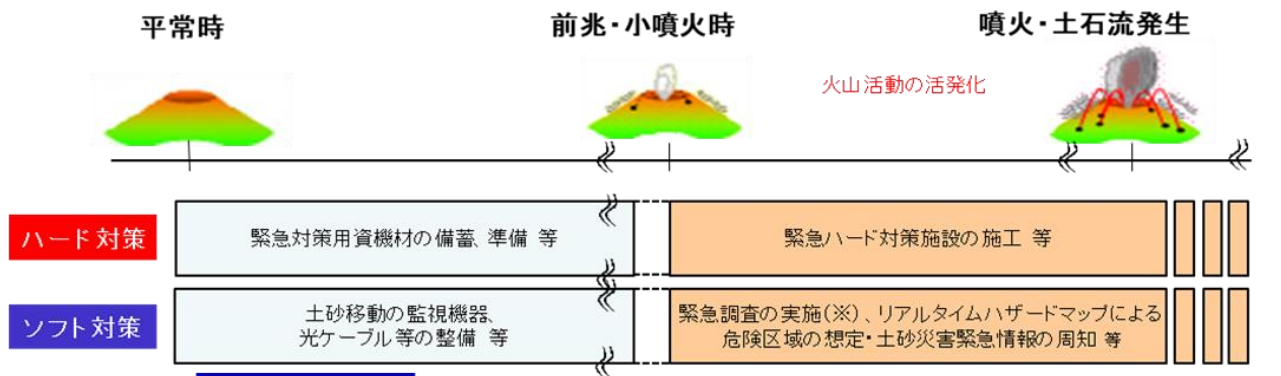 平常時
前兆・小噴火時
噴火・土石流発生
火山活動の活発化
ハード対策
緊急対策用資機材の備蓄、準備 等
緊急ハード対策施設の施工 等
ソフト対策
土砂移動の監視機器、
光ケーブル等の整備 等
緊急調査の実施(※)、リアルタイムハザードマップによる
危険区域の想定・土砂災害緊急情報の周知 等